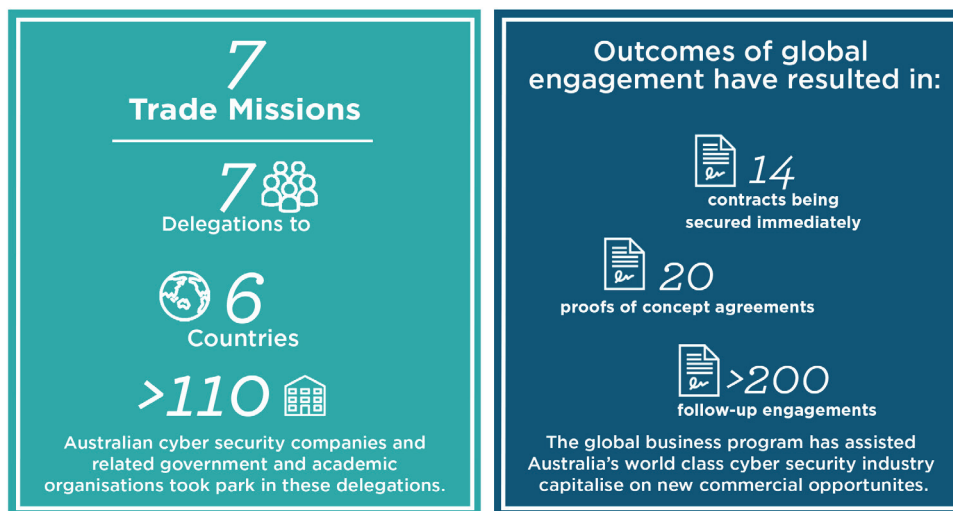 7
Trade Missions
7
Delegations to
6
Countries
>110
Australian cyber security companies and
related government and academic
organisations took park in these delegations.
Outcomes of global
engagement have resulted in:
14
contracts being
secured immediately
20
proofs of concept agreements
>200
follow-up engagements
The global business program has assisted
Australia's world class cyber security industry
capitalise on new commercial opportunites.